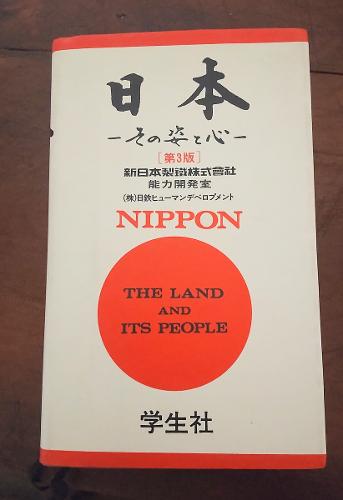 日本
－その姿と心－
[第3版]
新日本製鐵株式會社
能力開発室
(株)日鉄ヒューマンデベロプメント
NIPPON
THE LAND
AND
ITS PEOPLE
学生社